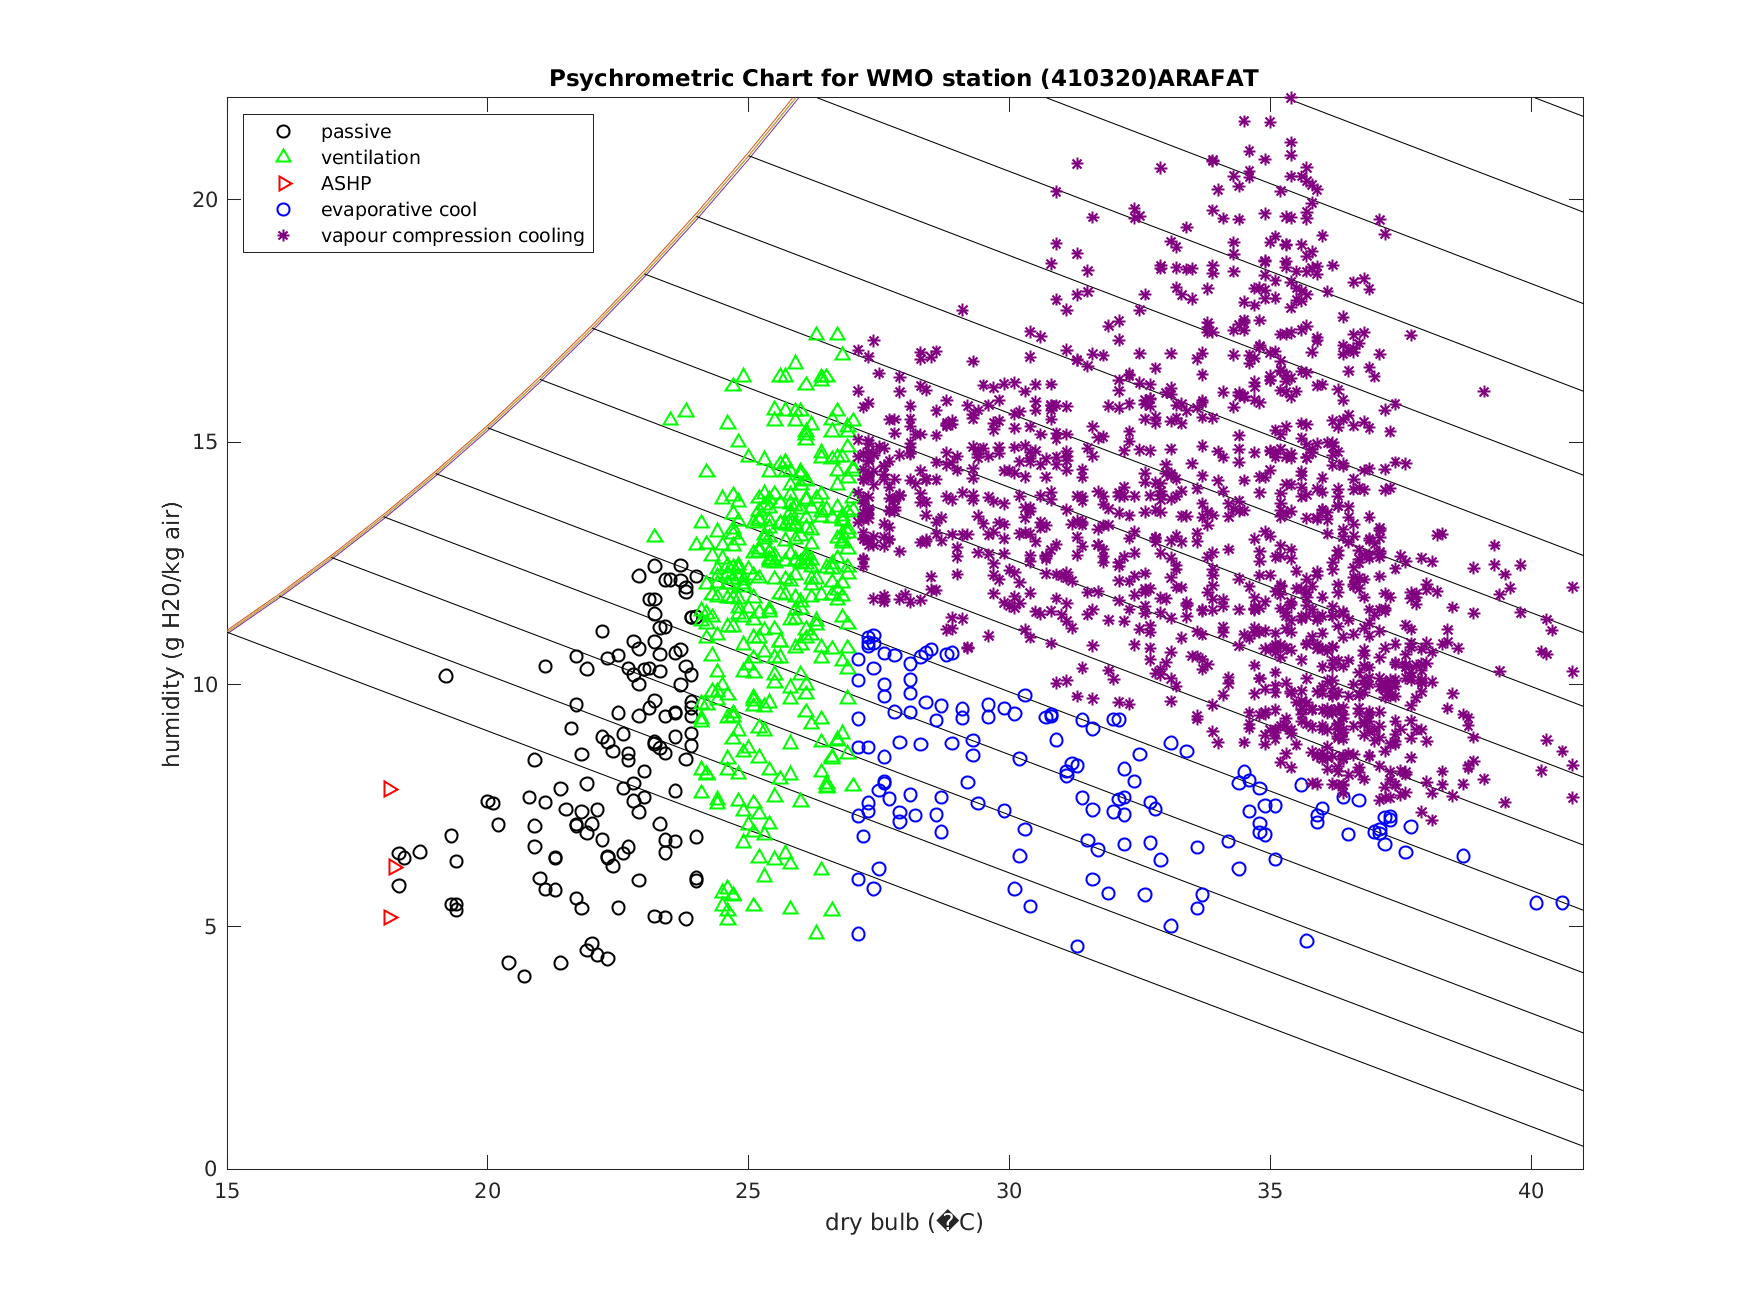 Psychrometric Chart for WMO station (410320)ARAFAT
passive
ventilation
ASHP
evaporative cool
vapour compression cooling
humidity (g H20/kg air)
20
15
10
5
0
15 20 25 30 35 40
dry bulb (�C)